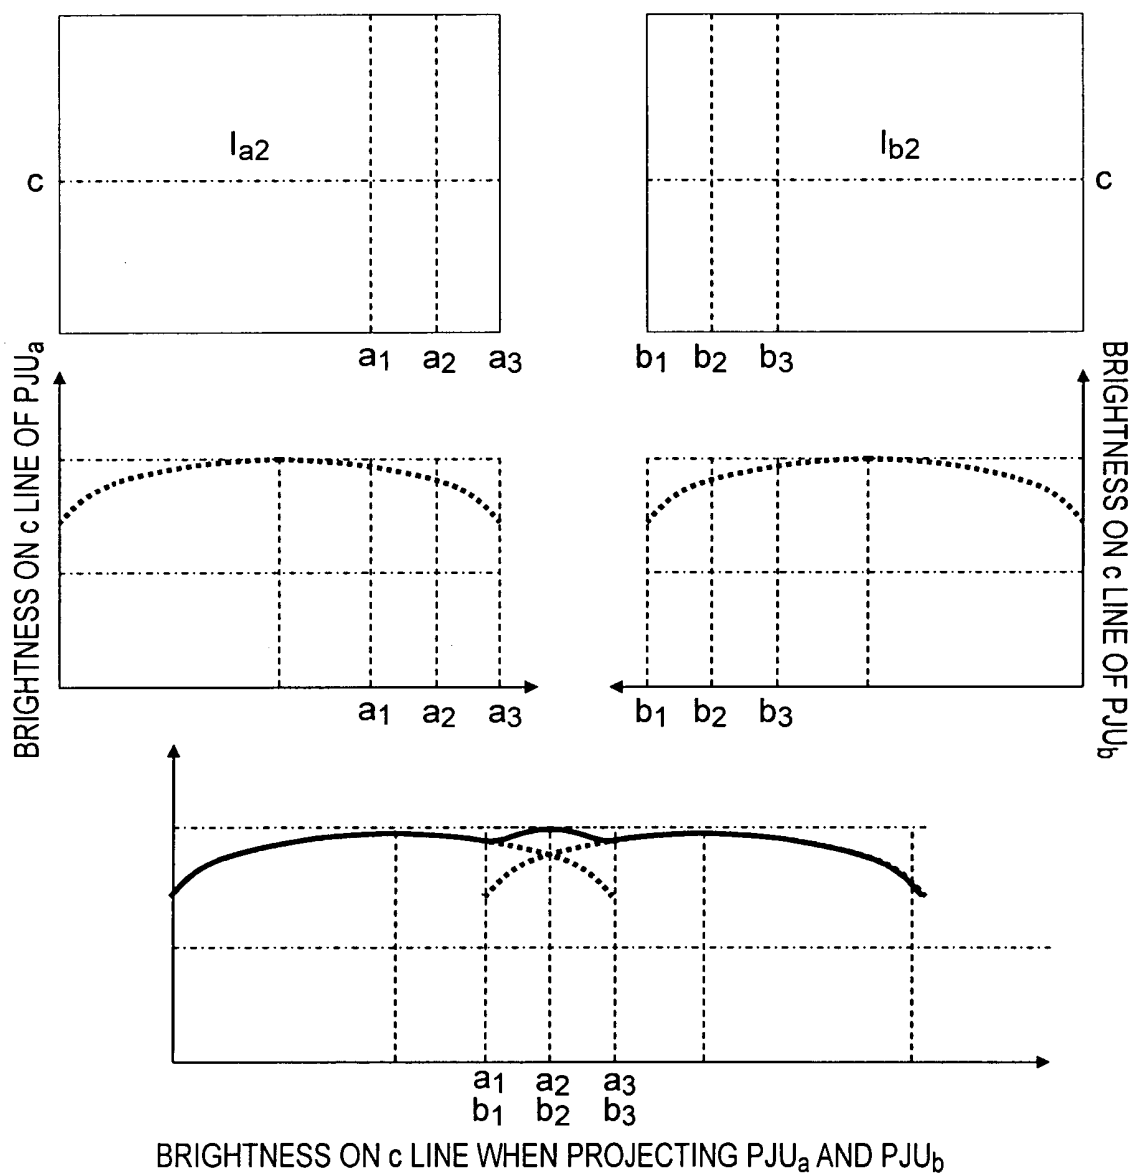 Ia2
Ib2
c
c
a1 a2 a3
b1 b2 b3
BRIGHTNESS ON c LINE OF PJUa
BRIGHTNESS ON c LINE OF PJUb
a1 a2 a3
b1 b2 b3
a1 a2 a3
b1 b2 b3
BRIGHTNESS ON c LINE WHEN PROJECTING PJUa AND PJUb